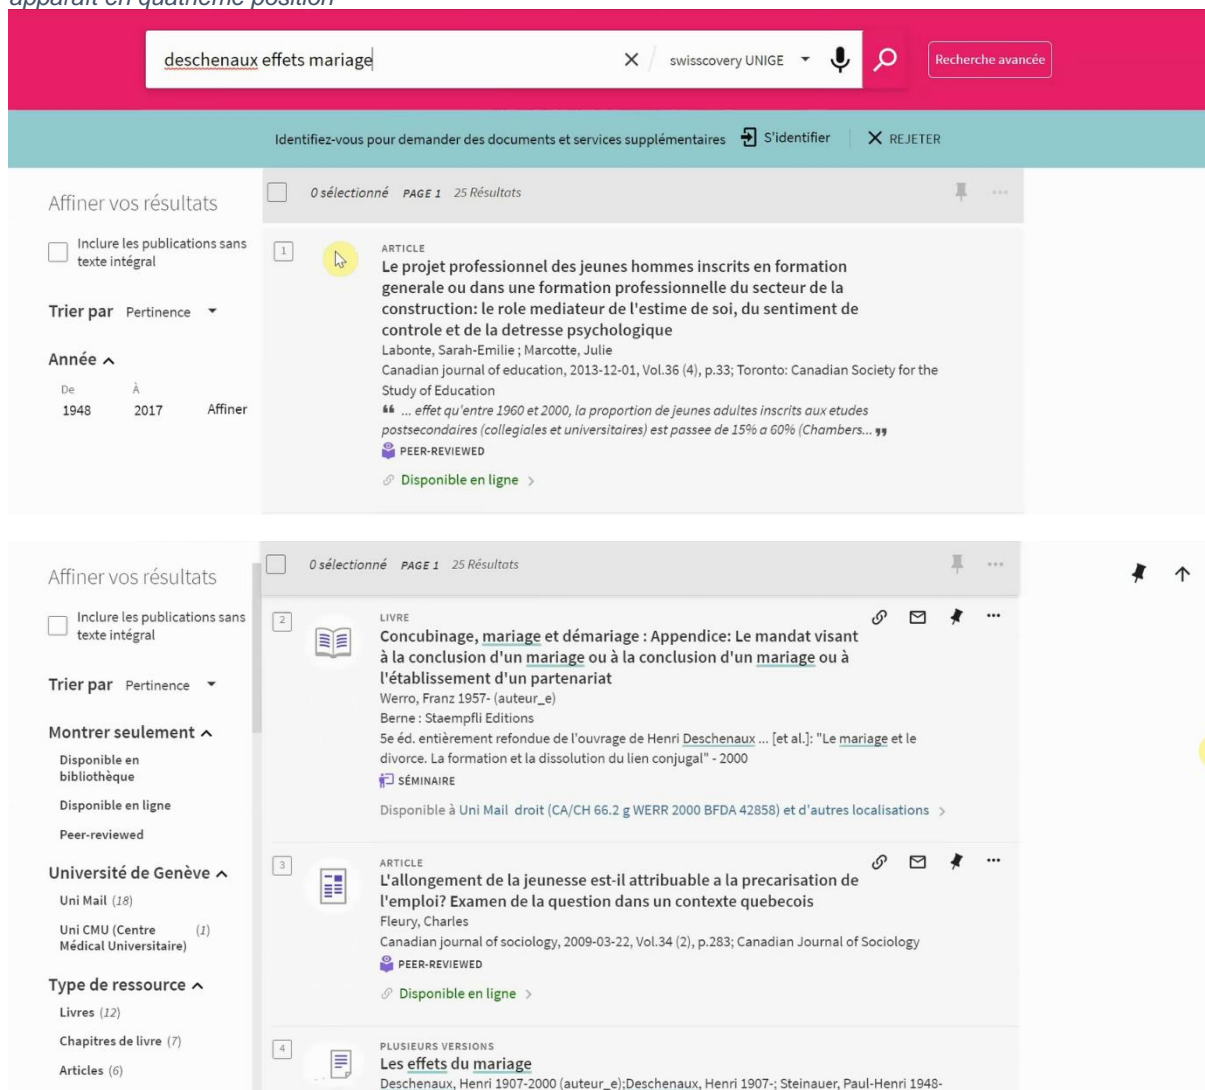 apparaît en quatrième position
deschenaux effets mariage
swisscovery UNIGE
Recherche avancée
Identifiez-vous pour demander des documents et services supplémentaires
S'identifier
REJETER
Affiner vos résultats
Inclure les publications sans
texte intégral
Trier par Pertinence
Année
De À
1948 2017 Affiner
0 sélectionné PAGE 1 25 Résultats
1
ARTICLE
Le projet professionnel des jeunes hommes inscrits en formation
generale ou dans une formation professionnelle du secteur de la
construction: le role mediateur de l'estime de soi, du sentiment de
controle et de la detresse psychologique
Labonte, Sarah-Emilie ; Marcotte, Julie
Canadian journal of education, 2013-12-01, Vol.36 (4), p.33; Toronto: Canadian Society for the
Study of Education
... effet qu'entre 1960 et 2000, la proportion de jeunes adultes inscrits aux etudes
postsecondaires (collegiales et universitaires) est passee de 15% a 60% (Chambers...
PEER-REVIEWED
Disponible en ligne
Affiner vos résultats
Inclure les publications sans
texte intégral
Trier par Pertinence
Montrer seulement
Disponible en
bibliothèque
Disponible en ligne
Peer-reviewed
Université de Genève
Uni Mail (18)
Uni CMU (Centre (1)
Médical Universitaire)
Type de ressource
Livres (12)
Chapitres de livre (7)
Articles (6)
0 sélectionné PAGE 1 25 Résultats
2
LIVRE
Concubinage, mariage et démariage : Appendice: Le mandat visant
à la conclusion d'un mariage ou à la conclusion d'un mariage ou à
l'établissement d'un partenariat
Werro, Franz 1957- (auteur_e)
Berne : Staempfli Editions
5e éd. entièrement refondue de l'ouvrage de Henri Deschenaux ... [et al.]: "Le mariage et le
divorce. La formation et la dissolution du lien conjugal" - 2000
SÉMINAIRE
Disponible à Uni Mail droit (CA/CH 66.2 g WERR 2000 BFDA 42858) et d'autres localisations
3
ARTICLE
L'allongement de la jeunesse est-il attribuable a la precarisation de
l'emploi? Examen de la question dans un contexte quebecois
Fleury, Charles
Canadian journal of sociology, 2009-03-22, Vol.34 (2), p.283; Canadian Journal of Sociology
PEER-REVIEWED
Disponible en ligne
4
PLUSIEURS VERSIONS
Les effets du mariage
Deschenaux, Henri 1907-2000 (auteur_e);Deschenaux, Henri 1907-; Steinauer, Paul-Henri 1948-